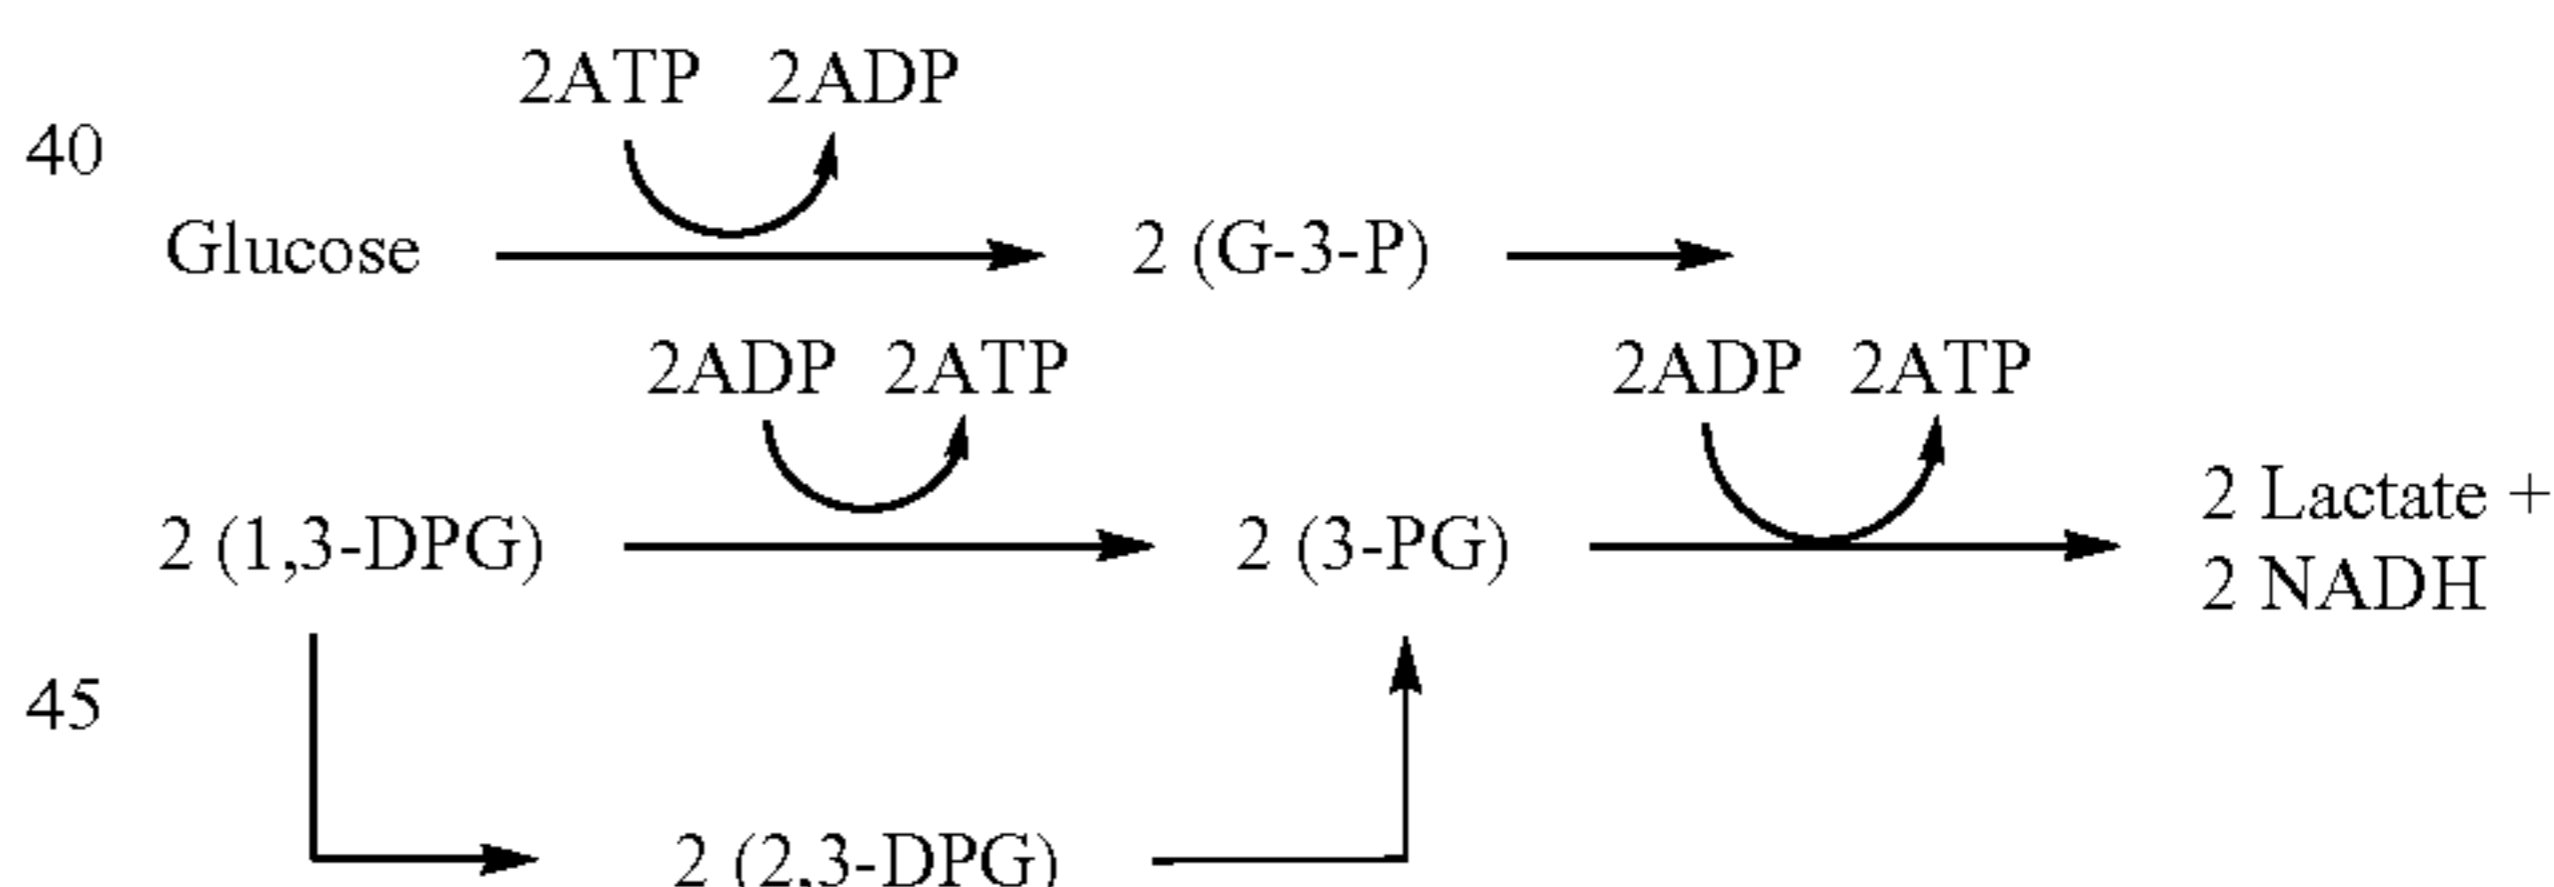 2ATP 2ADP
40
Glucose 2 (G-3-P)
2ADP 2ATP 2ADP 2ATP
2 (1,3-DPG) 2 (3-PG) 2 Lactate +
2 NADH
45
2 (2,3-DPG)